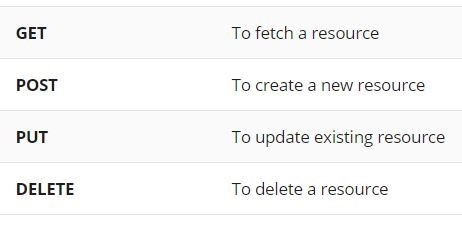 GET To fetch a resource
POST To create a new resource
PUT To update existing resource
DELETE To delete a resource